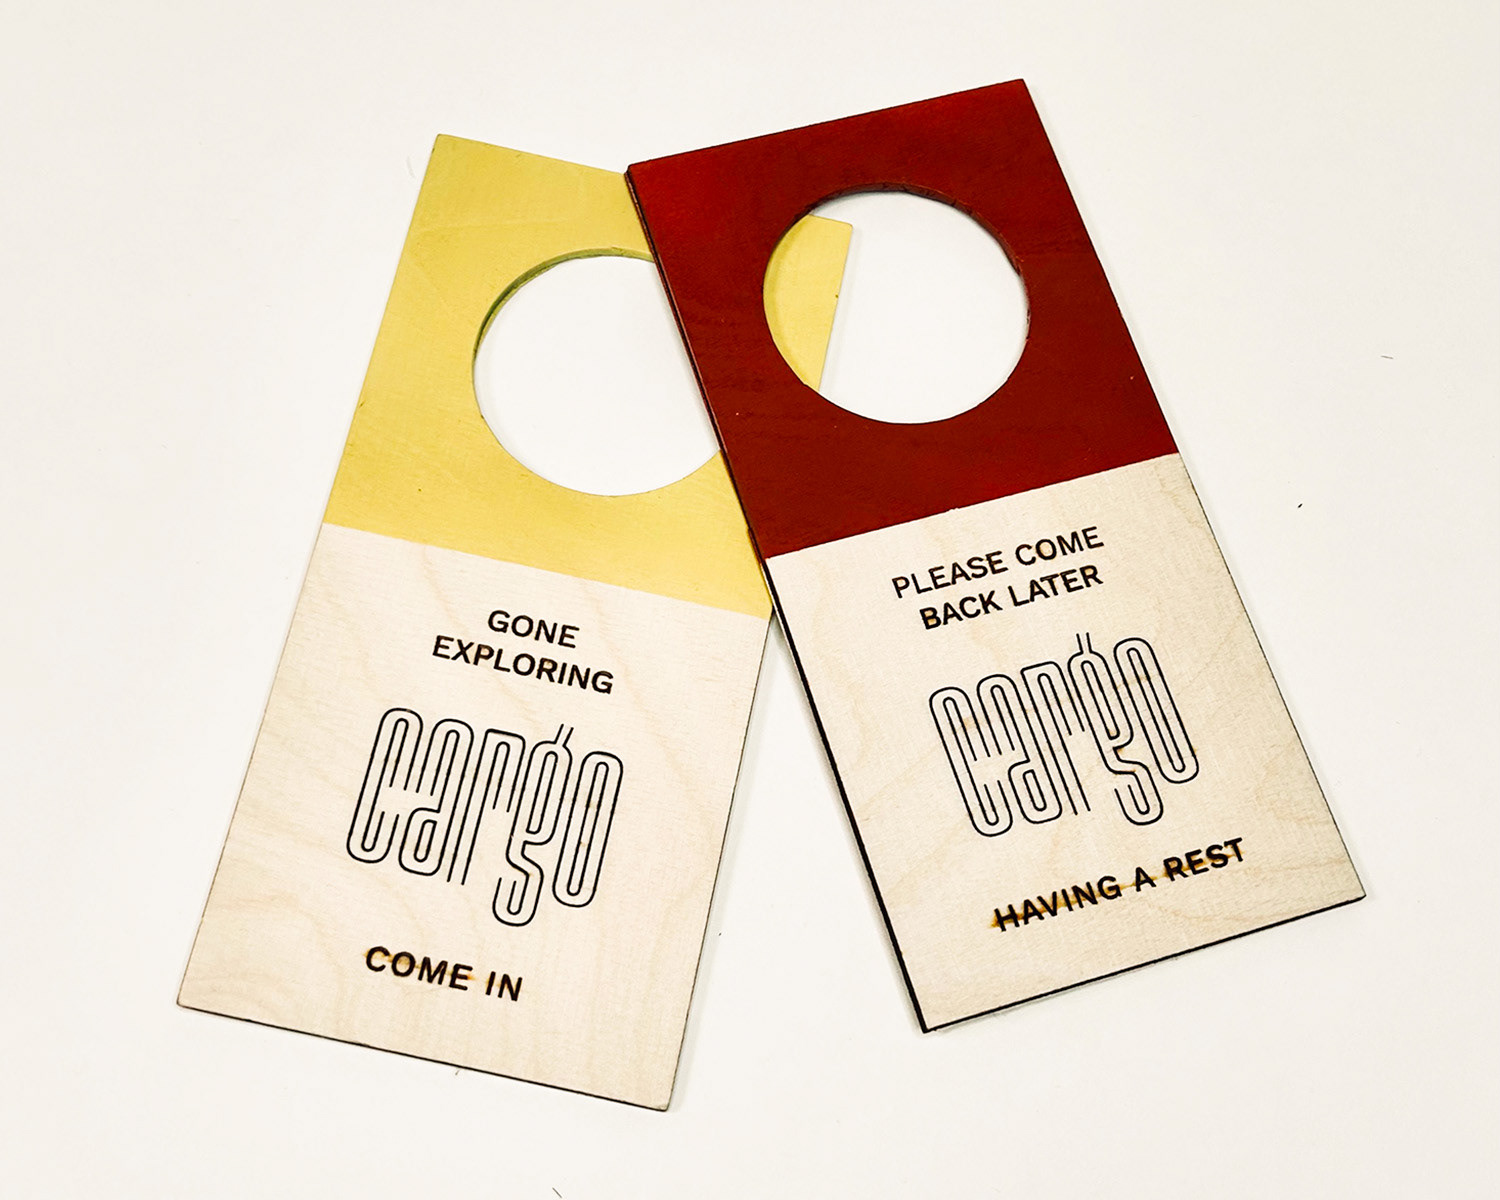 GONE
EXPLORING
cargo
COME IN
PLEASE COME
BACK LATER
cargo
HAVING A REST